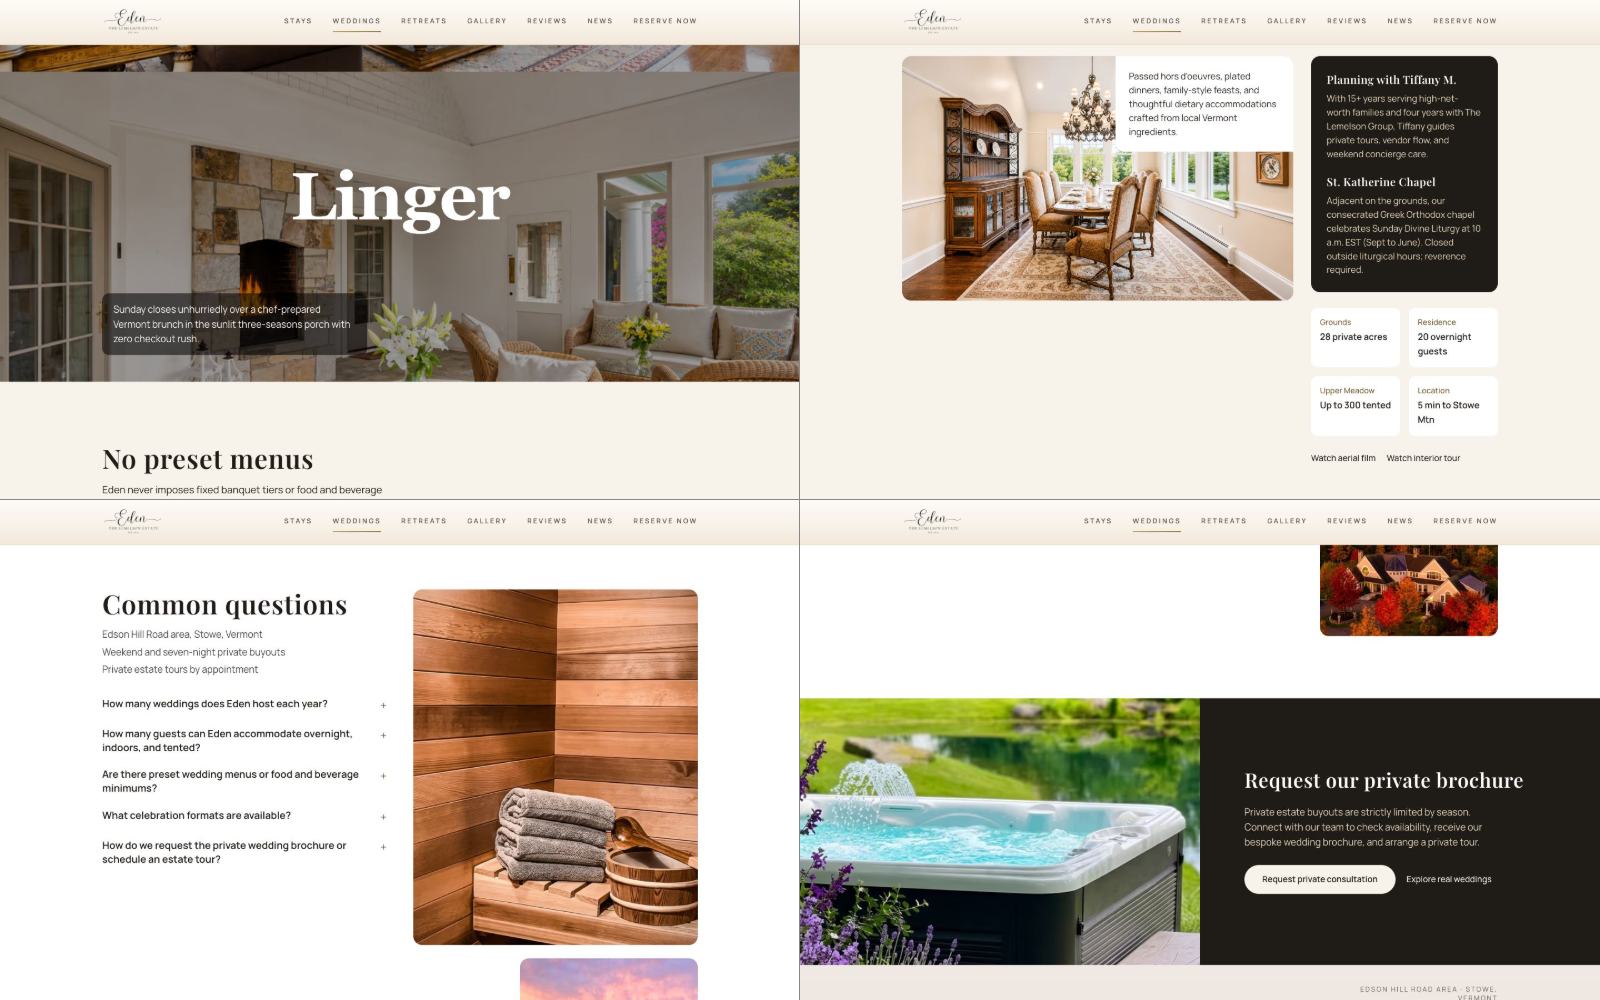 Eden
THE LEMELSON ESTATE
STAYS WEDDINGS RETREATS GALLERY REVIEWS NEWS RESERVE NOW
Linger
Sunday closes unhurriedly over a chef-prepared
Vermont brunch in the sunlit three-seasons porch with
zero checkout rush.
No preset menus
Eden never imposes fixed banquet tiers or food and beverage
Eden
THE LEMELSON ESTATE
STAYS WEDDINGS RETREATS GALLERY REVIEWS NEWS RESERVE NOW
Passed hors d'oeuvres, plated
dinners, family-style feasts, and
thoughtful dietary accommodations
crafted from local Vermont
ingredients.
Planning with Tiffany M.
With 15+ years serving high-net-
worth families and four years with The
Lemelson Group, Tiffany guides
private tours, vendor flow, and
weekend concierge care.
St. Katherine Chapel
Adjacent on the grounds, our
consecrated Greek Orthodox chapel
celebrates Sunday Divine Liturgy at 10
a.m. EST (Sept to June). Closed
outside liturgical hours; reverence
required.
Grounds
28 private acres
Residence
20 overnight
guests
Upper Meadow
Up to 300 tented
Location
5 min to Stowe
Mtn
Watch aerial film Watch interior tour
Eden
THE LEMELSON ESTATE
STAYS WEDDINGS RETREATS GALLERY REVIEWS NEWS RESERVE NOW
Common questions
Edson Hill Road area, Stowe, Vermont
Weekend and seven-night private buyouts
Private estate tours by appointment
How many weddings does Eden host each year? +
How many guests can Eden accommodate overnight, +
indoors, and tented?
Are there preset wedding menus or food and beverage +
minimums?
What celebration formats are available? +
How do we request the private wedding brochure or +
schedule an estate tour?
Eden
THE LEMELSON ESTATE
STAYS WEDDINGS RETREATS GALLERY REVIEWS NEWS RESERVE NOW
Request our private brochure
Private estate buyouts are strictly limited by season.
Connect with our team to check availability, receive our
bespoke wedding brochure, and arrange a private tour.
Request private consultation Explore real weddings
EDSON HILL ROAD AREA · STOWE,
VERMONT